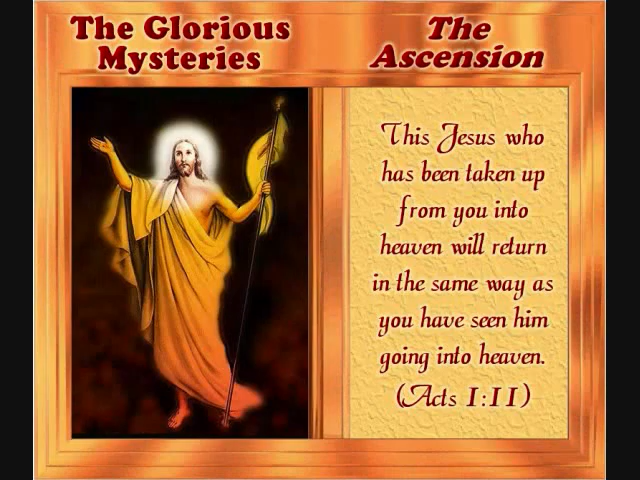 The Glorious
Mysteries
The
Ascension
This Jesus who
has been taken up
from you into
heaven will return
in the same way as
you have seen him
going into heaven.
(Acts 1:11)